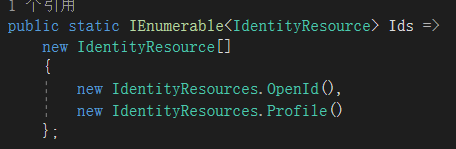 1 个引用
public static IEnumerable<IdentityResource> Ids =>
new IdentityResource[]
{
new IdentityResources.OpenId(),
new IdentityResources.Profile()
};